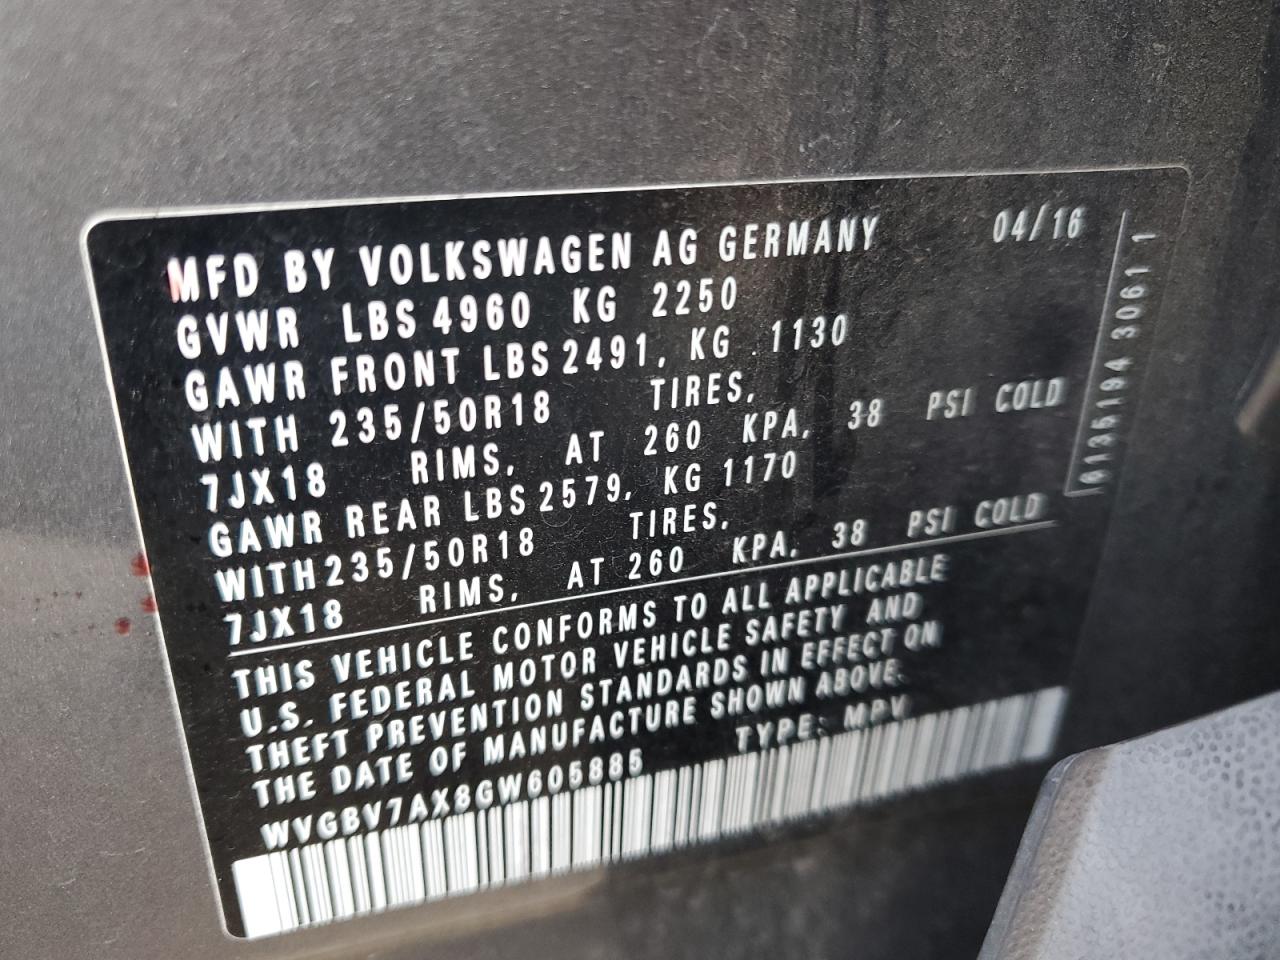 MFD BY VOLKSWAGEN AG GERMANY 04/16
GVWR LBS 4960 KG 2250
GAWR FRONT LBS 2491, KG 1130
WITH 235/50R18 TIRES,
7JX18 RIMS, AT 260 KPA, 38 PSI COLD
GAWR REAR LBS 2579, KG 1170
WITH 235/50R18 TIRES,
7JX18 RIMS, AT 260 KPA, 38 PSI COLD
THIS VEHICLE CONFORMS TO ALL APPLICABLE
U.S. FEDERAL MOTOR VEHICLE SAFETY AND
THEFT PREVENTION STANDARDS IN EFFECT ON
THE DATE OF MANUFACTURE SHOWN ABOVE.
WVGBV7AX8GW605885 TYPE: MPV
6135194 3061 1